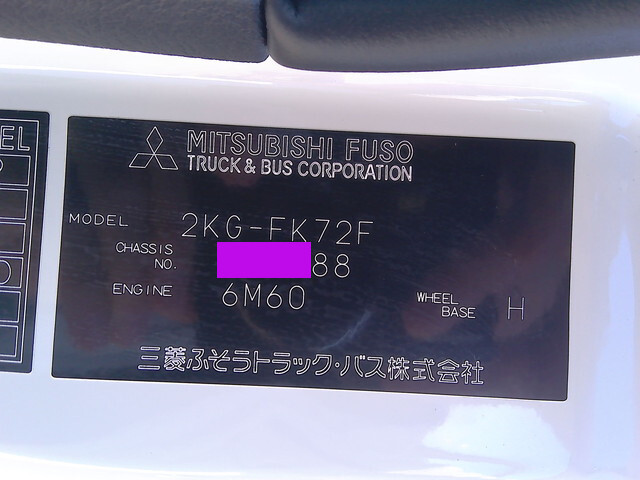 EL
MITSUBISHI FUSO
TRUCK & BUS CORPORATION
MODEL 2KG-FK72F
CHASSIS NO. 88
ENGINE 6M60
WHEEL BASE H
三菱ふそうトラック・バス株式会社